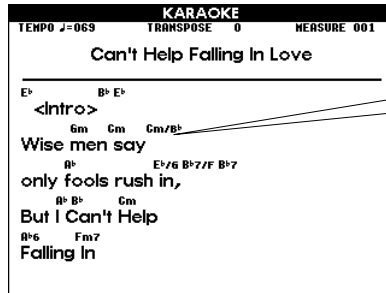 KARAOKE
TEMPO ♩=069 TRANSPOSE 0 MEASURE 001
Can't Help Falling In Love
E♭ B♭ E♭
<Intro>
Gm Cm Cm/B♭
Wise men say
A♭ E♭/G B♭7/F B♭7
only fools rush in,
A♭ B♭ Cm
But I Can't Help
A♭6 Fm7
Falling In